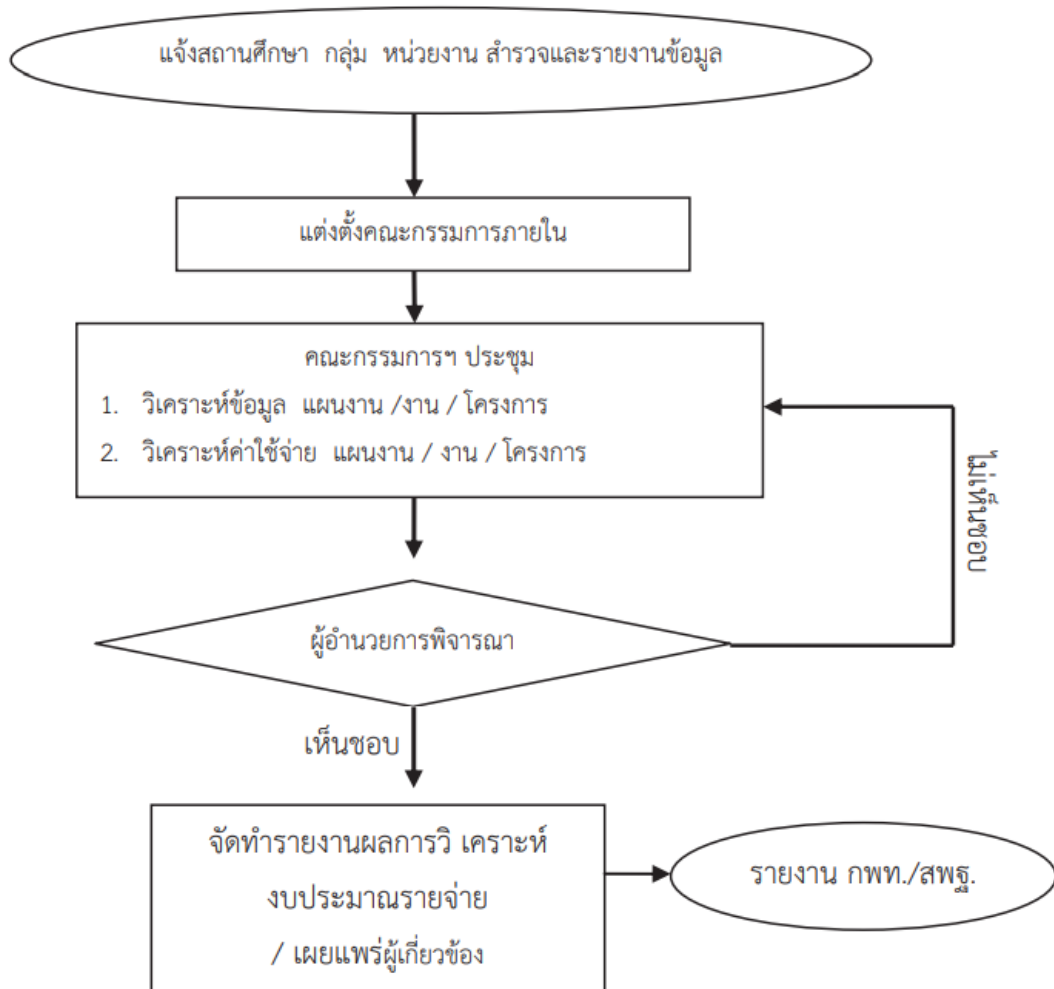 แจ้งสถานศึกษา กลุ่ม หน่วยงาน สำรวจและรายงานข้อมูล
แต่งตั้งคณะกรรมการภายใน
คณะกรรมการฯ ประชุม
1. วิเคราะห์ข้อมูล แผนงาน /งาน / โครงการ
2. วิเคราะห์ค่าใช้จ่าย แผนงาน / งาน / โครงการ
ไม่เห็นชอบ
ผู้อำนวยการพิจารณา
เห็นชอบ
จัดทำรายงานผลการวิ เคราะห์
งบประมาณรายจ่าย
/ เผยแพร่ผู้เกี่ยวข้อง
รายงาน กพท./สพฐ.